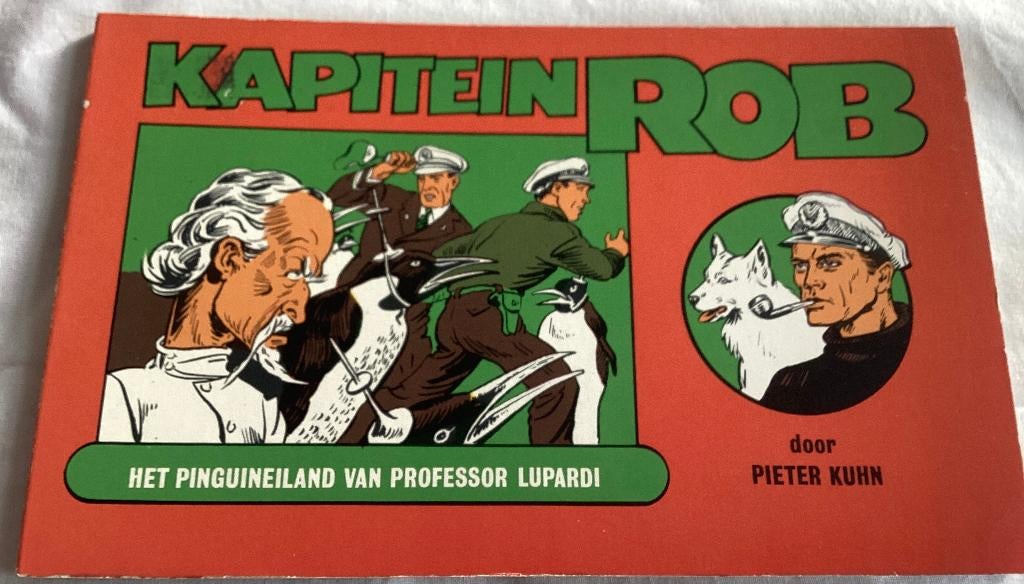 KAPITEIN ROB
HET PINGUINEILAND VAN PROFESSOR LUPARDI
door
PIETER KUHN